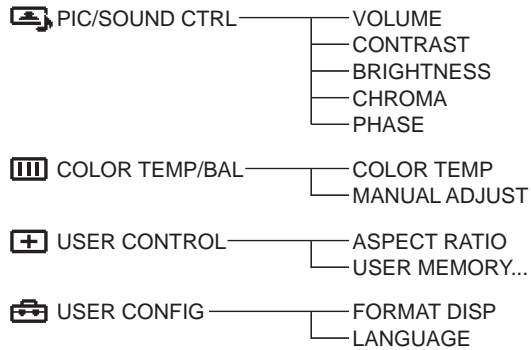 PIC/SOUND CTRL VOLUME
CONTRAST
BRIGHTNESS
CHROMA
PHASE
COLOR TEMP/BAL COLOR TEMP
MANUAL ADJUST
USER CONTROL ASPECT RATIO
USER MEMORY...
USER CONFIG FORMAT DISP
LANGUAGE